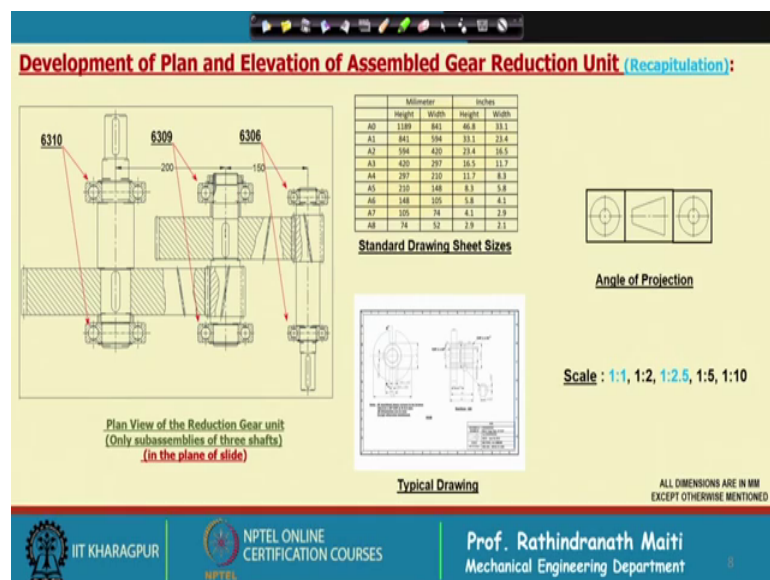 Development of Plan and Elevation of Assembled Gear Reduction Unit (Recapitulation):
6310
6309
6306
200
150
Plan View of the Reduction Gear unit
(Only subassemblies of three shafts)
(in the plane of slide)
Milimeter Inches
Height Width Height Width
A0 1189 841 46.8 33.1
A1 841 594 33.1 23.4
A2 594 420 23.4 16.5
A3 420 297 16.5 11.7
A4 297 210 11.7 8.3
A5 210 148 8.3 5.8
A6 148 105 5.8 4.1
A7 105 74 4.1 2.9
A8 74 52 2.9 2.1
Standard Drawing Sheet Sizes
Typical Drawing
Angle of Projection
Scale : 1:1, 1:2, 1:2.5, 1:5, 1:10
ALL DIMENSIONS ARE IN MM
EXCEPT OTHERWISE MENTIONED
IIT KHARAGPUR
NPTEL
NPTEL ONLINE
CERTIFICATION COURSES
Prof. Rathindranath Maiti
Mechanical Engineering Department
8